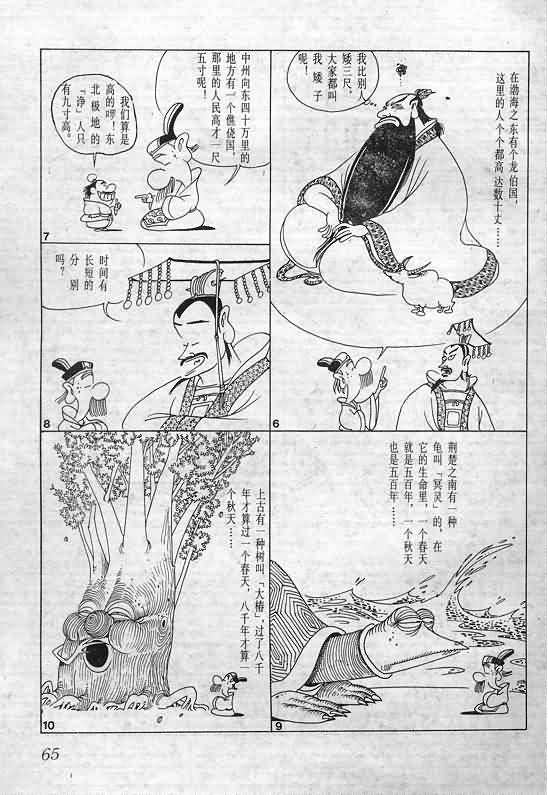 在渤海之东有个龙伯国，
这里的人个个都高达数十丈……
我比别人
矮三尺，
大家都叫
我矮子
呢！
6
中州向东四十万里的
地方有一个僬侥国，
那里的人民高才一尺
五寸呢！
我们算是
高的啰！东
北极地的
「诤」人只
有九寸高。
7
时间有
长短的
分别
吗？
8
荆楚之南有一种
龟叫「冥灵」的，在
它的生命里，一个春天
就是五百年，一个秋天
也是五百年……
9
上古有一种树叫「大椿」，过了八千
年才算过一个春天，八千年才算一
个秋天……
10
65